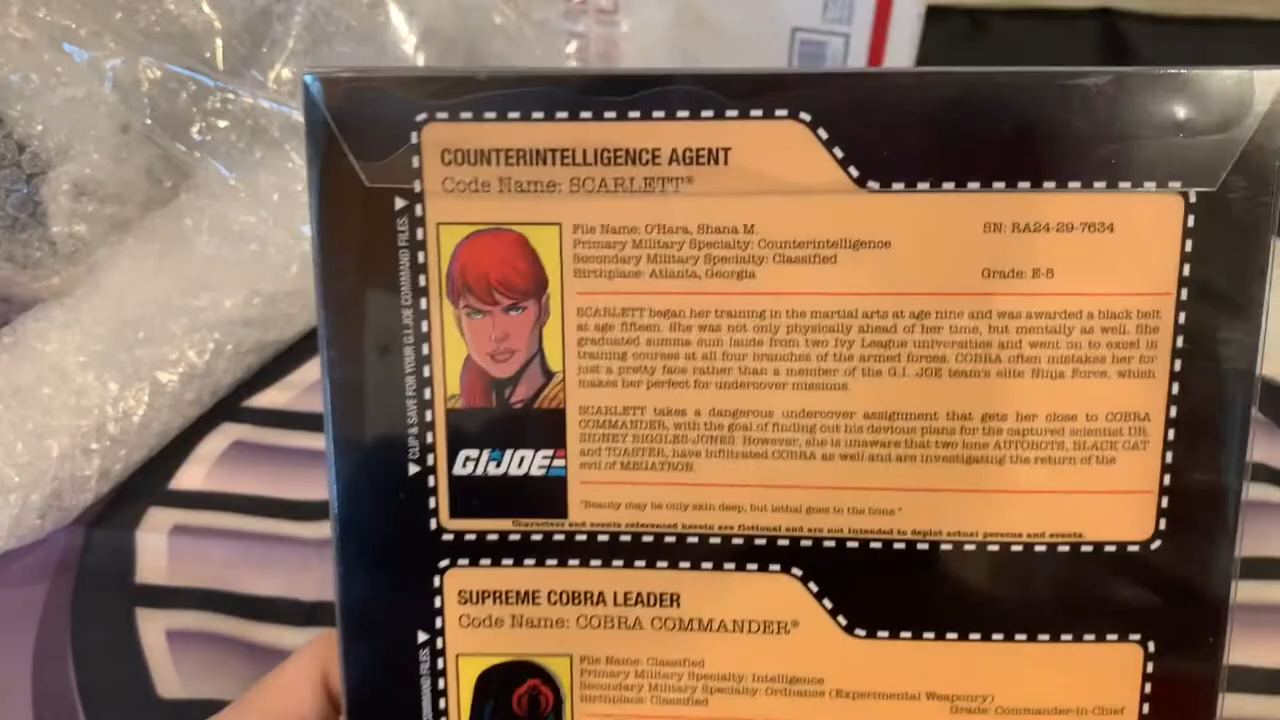 COUNTERINTELLIGENCE AGENT
Code Name: SCARLETT®
File Name: O'Hara, Shana M.
SN: RA24-29-7634
Primary Military Specialty: Counterintelligence
Secondary Military Specialty: Classified
Birthplace: Atlanta, Georgia
Grade: E-5
SCARLETT began her training in the martial arts at age nine and was awarded a black belt
at age fifteen. She was not only physically ahead of her time, but mentally as well. She
graduated summa cum laude from two Ivy League universities and went on to excel in
training courses at all four branches of the armed forces. COBRA often mistakes her for
just a pretty face rather than a member of the G.I. JOE team's elite Ninja Force, which
makes her perfect for undercover missions.
SCARLETT takes a dangerous undercover assignment that gets her close to COBRA
COMMANDER, with the goal of finding out his devious plans for the captured scientist DR.
SIDNEY BIGGLES-JONES. However, she is unaware that two lone AUTOBOTS, BLACK CAT
and TOASTER, have infiltrated COBRA as well and are investigating the return of the
evil of MEGATRON.
"Beauty may be only skin deep, but lethal goes to the bone."
Characters and events referenced herein are fictional and are not intended to depict actual persons and events.
GI JOE
CLIP & SAVE FOR YOUR G.I. JOE COMMAND FILES.
SUPREME COBRA LEADER
Code Name: COBRA COMMANDER®
File Name: Classified
Primary Military Specialty: Intelligence
Secondary Military Specialty: Ordnance (Experimental Weaponry)
Birthplace: Classified
Grade: Commander-in-Chief
COMMAND FILES.